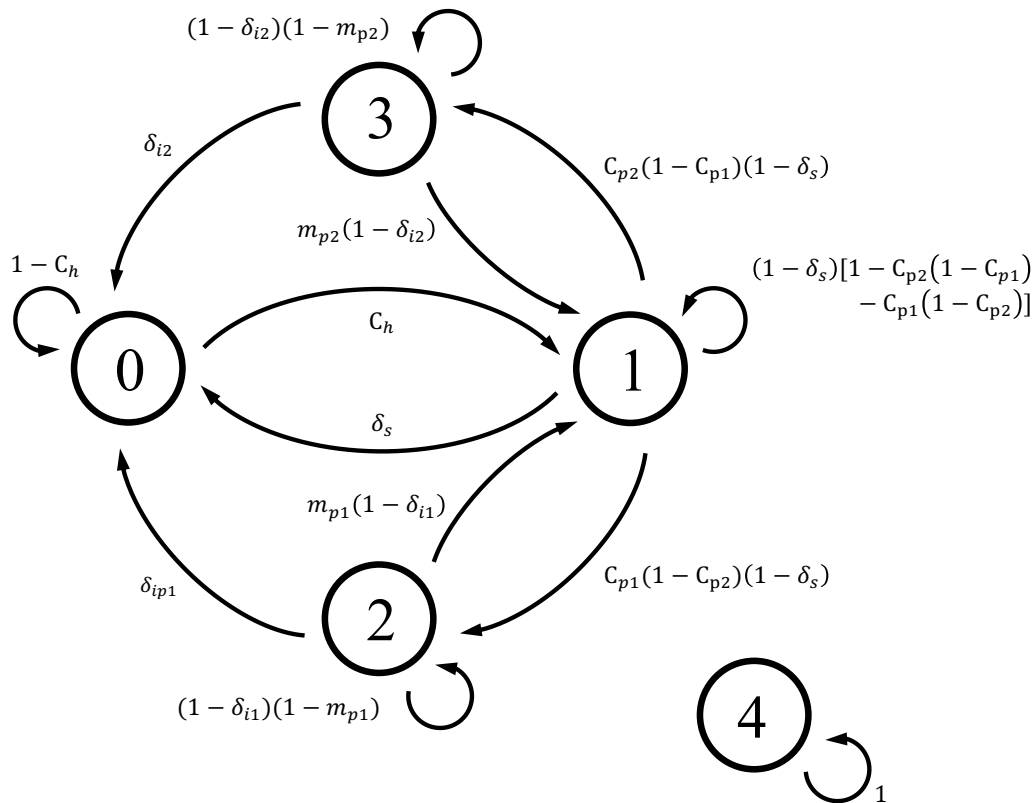 (1 − δ_{i2})(1 − m_{p2})
3
δ_{i2}
C_{p2}(1 − C_{p1})(1 − δ_s)
m_{p2}(1 − δ_{i2})
1 − C_h
(1 − δ_s)[1 − C_{p2}(1 − C_{p1})
− C_{p1}(1 − C_{p2})]
C_h
0
1
δ_s
m_{p1}(1 − δ_{i1})
δ_{ip1}
C_{p1}(1 − C_{p2})(1 − δ_s)
2
(1 − δ_{i1})(1 − m_{p1})
4
1